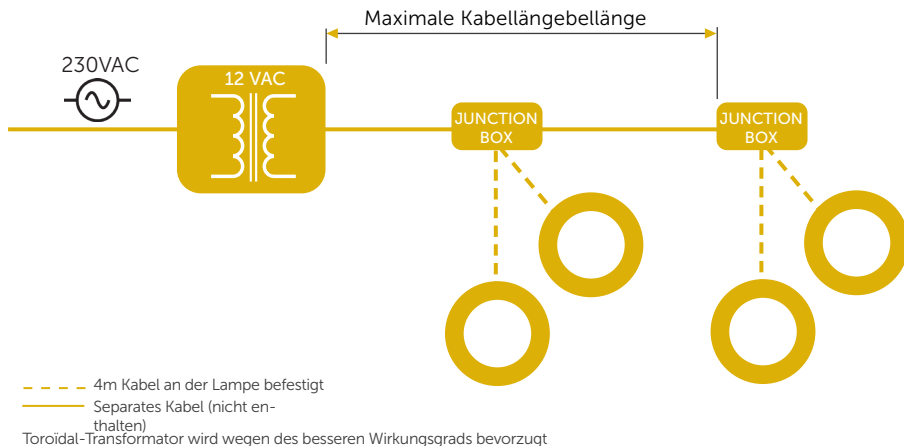 Maximale Kabellängebellänge
230VAC
12 VAC
JUNCTION
BOX
JUNCTION
BOX
4m Kabel an der Lampe befestigt
Separates Kabel (nicht en-
thalten)
Toroïdal-Transformator wird wegen des besseren Wirkungsgrads bevorzugt